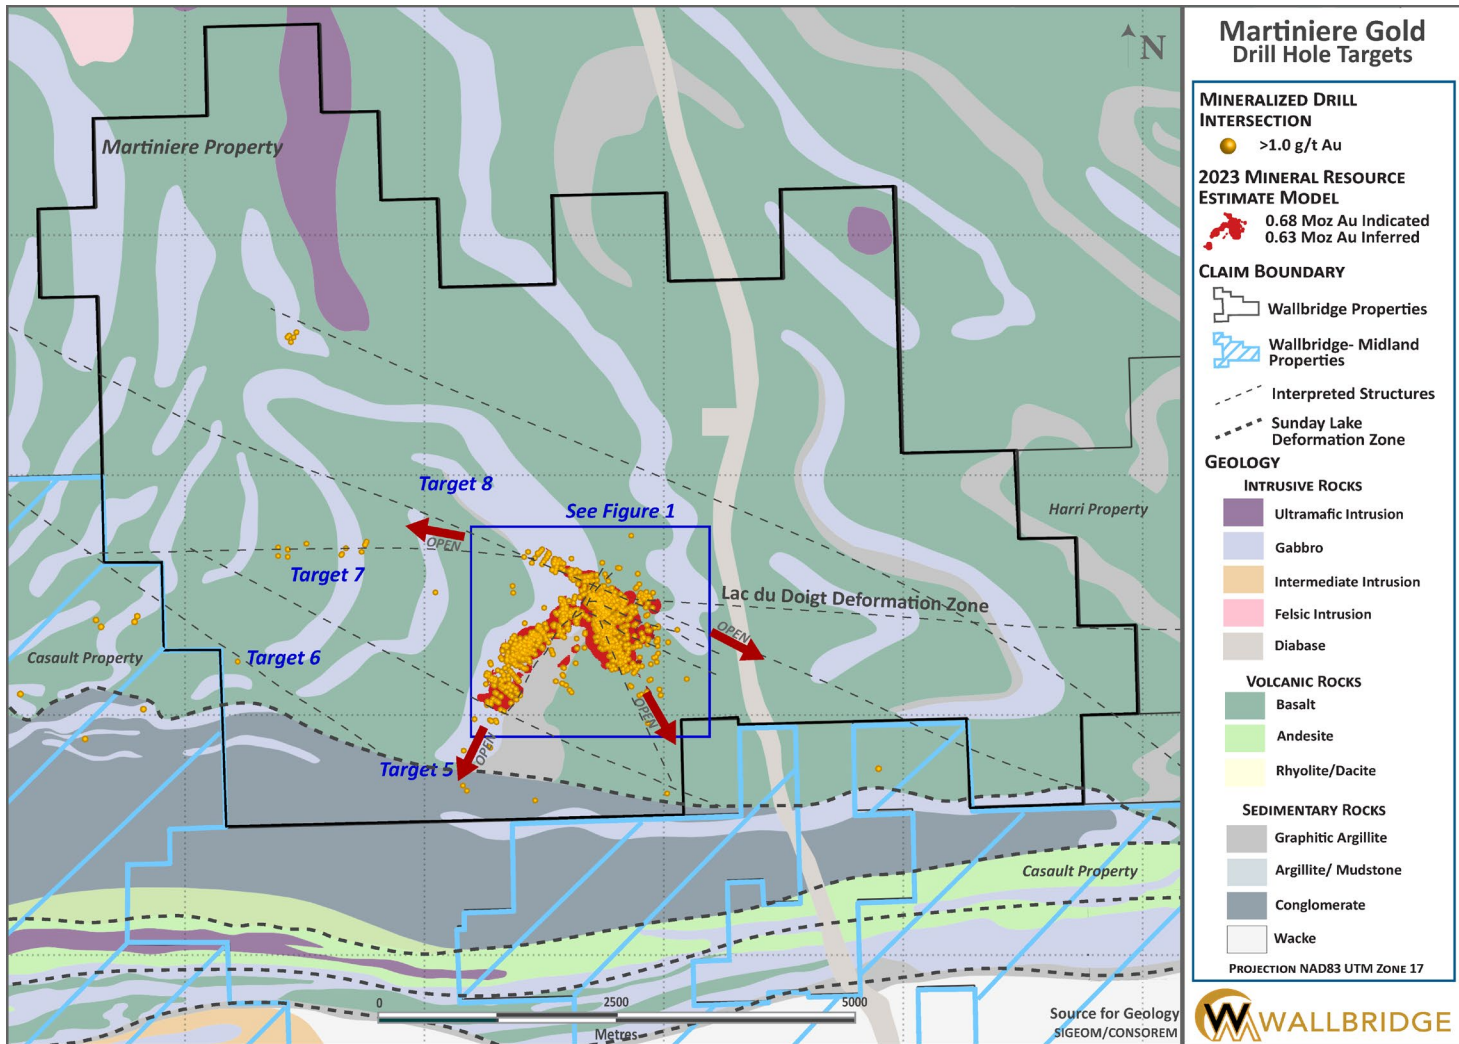 Martiniere Gold
Drill Hole Targets
N
Martiniere Property
Target 8
See Figure 1
Harri Property
OPEN
Target 7
Lac du Doigt Deformation Zone
OPEN
Casault Property
Target 6
OPEN
OPEN
Target 5
Casault Property
0
2500
5000
Metres
Source for Geology
SIGEOM/CONSOREM
MINERALIZED DRILL
INTERSECTION
>1.0 g/t Au
2023 MINERAL RESOURCE
ESTIMATE MODEL
0.68 Moz Au Indicated
0.63 Moz Au Inferred
CLAIM BOUNDARY
Wallbridge Properties
Wallbridge- Midland
Properties
Interpreted Structures
Sunday Lake
Deformation Zone
GEOLOGY
INTRUSIVE ROCKS
Ultramafic Intrusion
Gabbro
Intermediate Intrusion
Felsic Intrusion
Diabase
VOLCANIC ROCKS
Basalt
Andesite
Rhyolite/Dacite
SEDIMENTARY ROCKS
Graphitic Argillite
Argillite/ Mudstone
Conglomerate
Wacke
PROJECTION NAD83 UTM ZONE 17
WALLBRIDGE